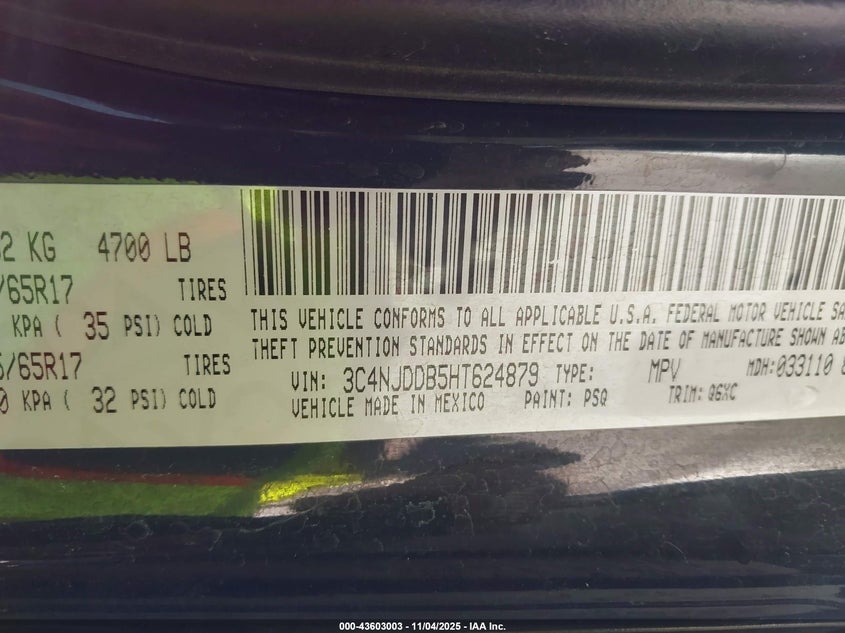 2 KG 4700 LB
/65R17 TIRES
KPA ( 35 PSI) COLD
/65R17 TIRES
0 KPA ( 32 PSI) COLD
THIS VEHICLE CONFORMS TO ALL APPLICABLE U.S.A. FEDERAL MOTOR VEHICLE SA
THEFT PREVENTION STANDARDS IN EFFECT ON THE DATE OF MANUFACTURE SHOWN AB
VIN: 3C4NJDDB5HT624879 TYPE: MPV MDH:033110
VEHICLE MADE IN MEXICO PAINT: PSQ TRIM: Q6XC
000-43603003 — 11/04/2025 — IAA Inc.